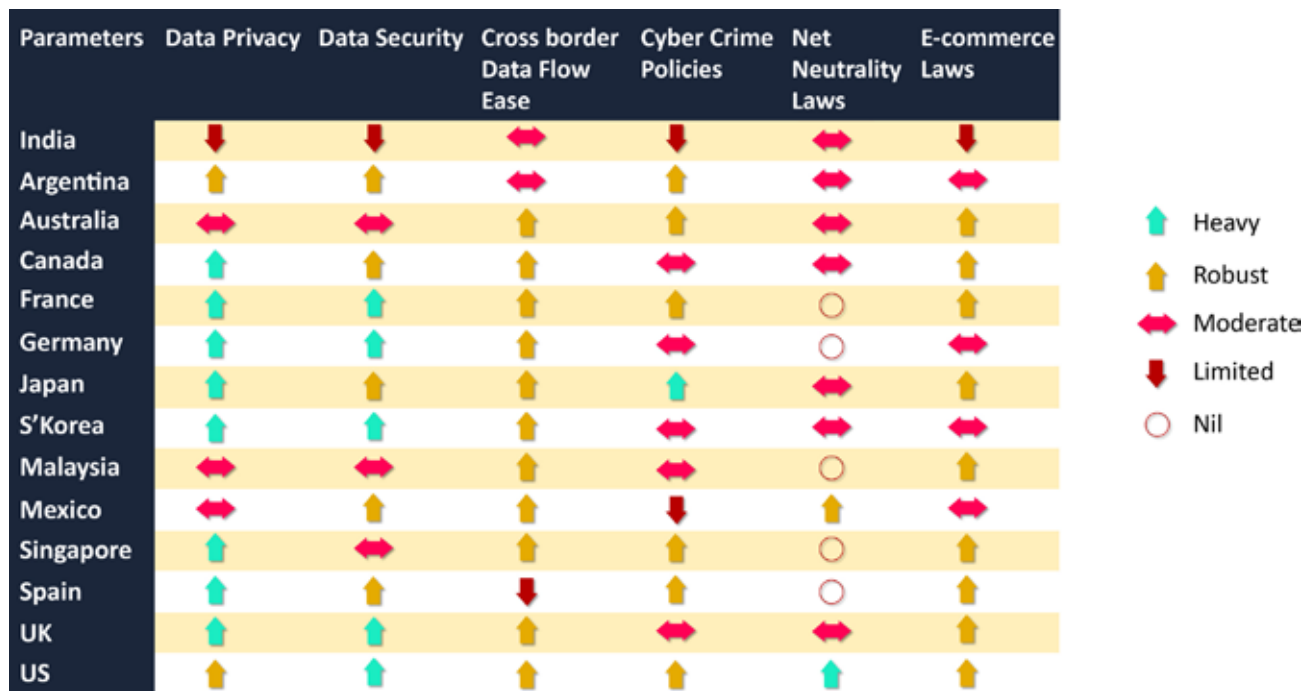 Parameters Data Privacy Data Security Cross border Cyber Crime Net E-commerce
Data Flow Policies Neutrality Laws
Ease Laws
India
Argentina
Australia
Canada
France
Germany
Japan
S'Korea
Malaysia
Mexico
Singapore
Spain
UK
US
Heavy
Robust
Moderate
Limited
Nil